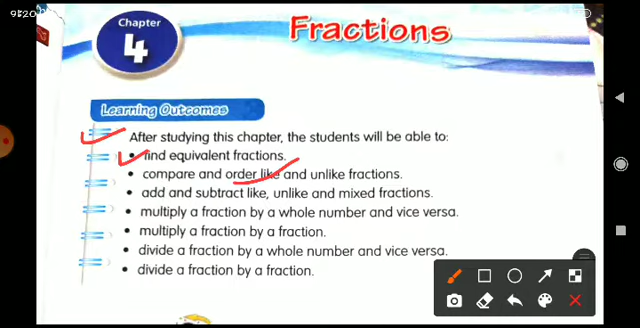 9:20
Chapter
4
Fractions
Learning Outcomes
After studying this chapter, the students will be able to:
• find equivalent fractions.
• compare and order like and unlike fractions.
• add and subtract like, unlike and mixed fractions.
• multiply a fraction by a whole number and vice versa.
• multiply a fraction by a fraction.
• divide a fraction by a whole number and vice versa.
• divide a fraction by a fraction.